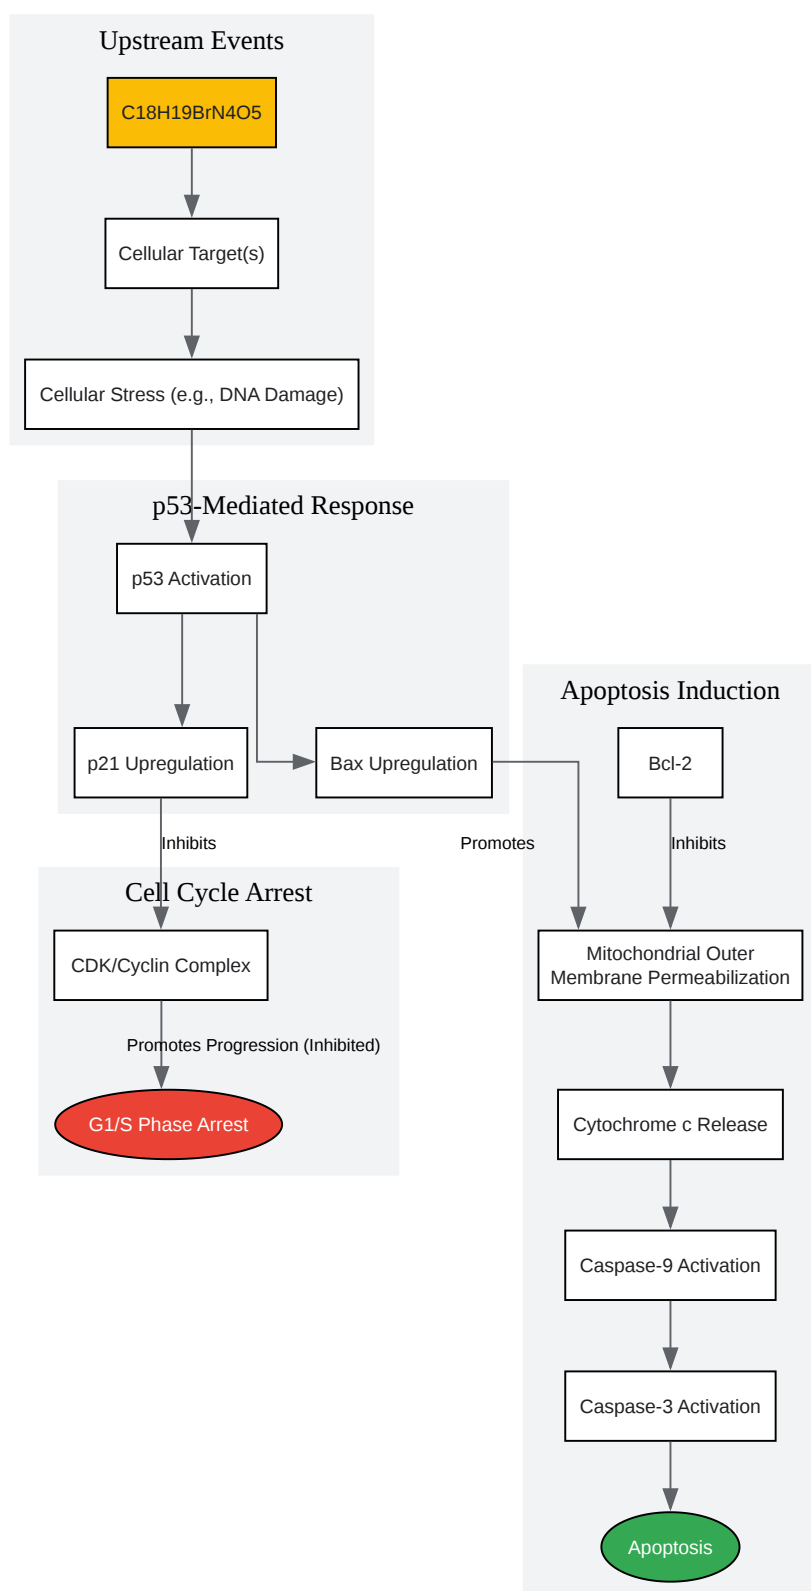 Upstream Events
C18H19BrN4O5
Cellular Target(s)
Cellular Stress (e.g., DNA Damage)
p53-Mediated Response
p53 Activation
p21 Upregulation
Bax Upregulation
Apoptosis Induction
Bcl-2
Inhibits
Promotes
Inhibits
Cell Cycle Arrest
CDK/Cyclin Complex
Promotes Progression (Inhibited)
G1/S Phase Arrest
Mitochondrial Outer
Membrane Permeabilization
Cytochrome c Release
Caspase-9 Activation
Caspase-3 Activation
Apoptosis